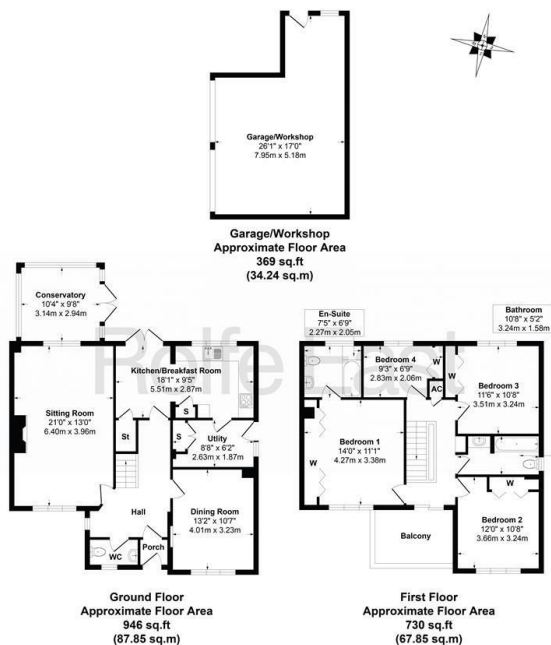 Garage/Workshop
26'1" x 17'0"
7.95m x 5.18m
Garage/Workshop
Approximate Floor Area
369 sq.ft
(34.24 sq.m)
Conservatory
10'4" x 9'8"
3.14m x 2.94m
Kitchen/Breakfast Room
18'1" x 9'5"
5.51m x 2.87m
Sitting Room
21'0" x 13'0"
6.40m x 3.96m
S
St
S
Utlity
8'8" x 6'2"
2.63m x 1.87m
Hall
Dining Room
13'2" x 10'7"
4.01m x 3.23m
WC
Porch
Ground Floor
Approximate Floor Area
946 sq.ft
(87.85 sq.m)
En-Suite
7'5" x 6'9"
2.27m x 2.05m
Bathroom
10'8" x 5'2"
3.24m x 1.58m
Bedroom 4
9'3" x 6'9"
2.83m x 2.06m
W
W
AC
Bedroom 3
11'6" x 10'8"
3.51m x 3.24m
Bedroom 1
14'0" x 11'1"
4.27m x 3.38m
W
W
Bedroom 2
12'0" x 10'8"
3.66m x 3.24m
Balcony
First Floor
Approximate Floor Area
730 sq.ft
(67.85 sq.m)
Rolfe East